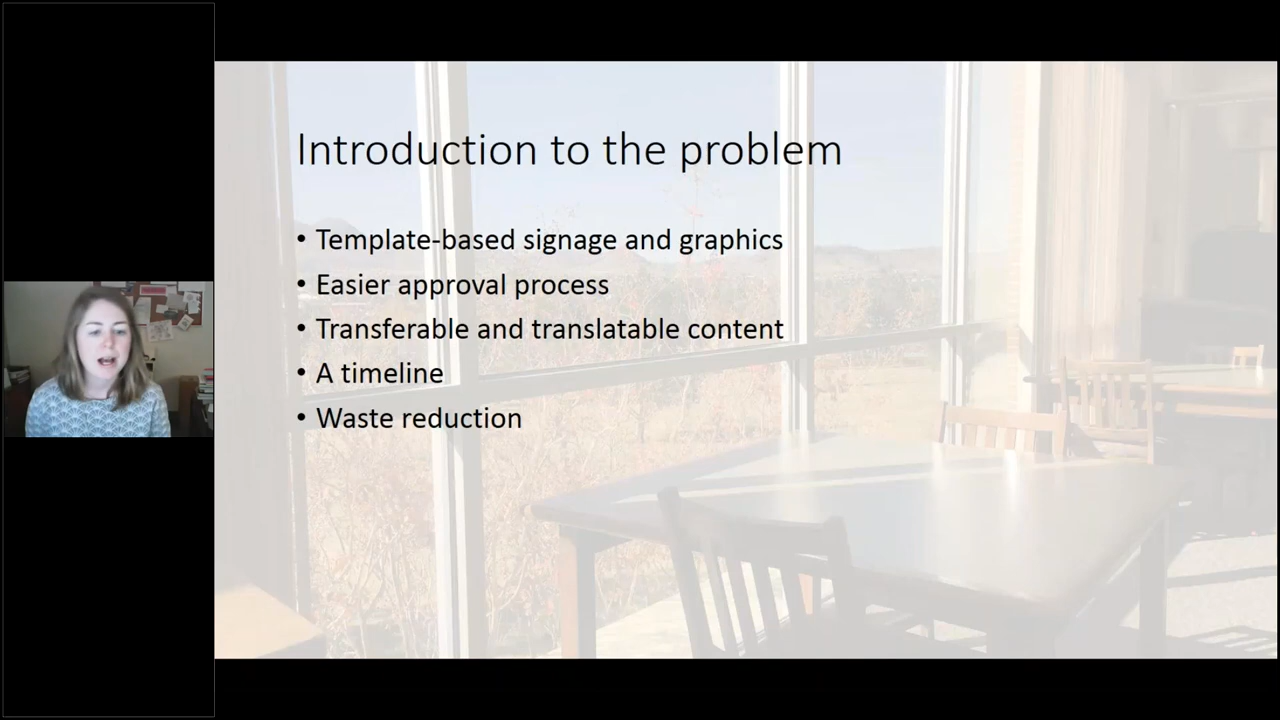 Introduction to the problem
• Template-based signage and graphics
• Easier approval process
• Transferable and translatable content
• A timeline
• Waste reduction